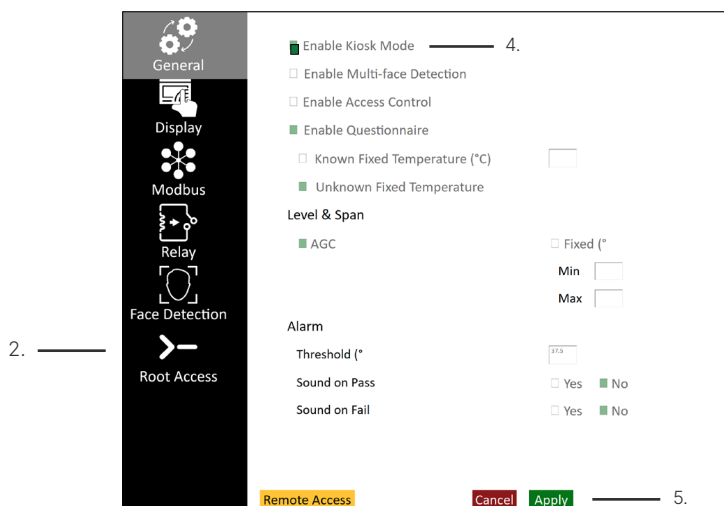 General
Display
Modbus
Relay
Face Detection
2.
Root Access
Enable Kiosk Mode 4.
Enable Multi-face Detection
Enable Access Control
Enable Questionnaire
Known Fixed Temperature (°C)
Unknown Fixed Temperature
Level & Span
AGC Fixed (°
Min
Max
Alarm
Threshold (° 37.5
Sound on Pass Yes No
Sound on Fail Yes No
Remote Access Cancel Apply 5.